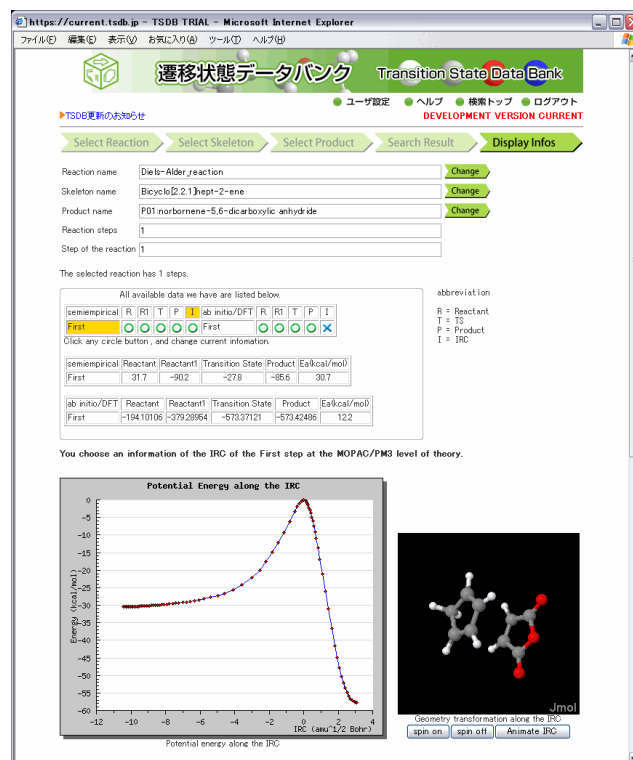 https://current.tsdb.jp - TSDB TRIAL - Microsoft Internet Explorer
ファイル(F) 編集(E) 表示(V) お気に入り(A) ツール(T) ヘルプ(H)
遷移状態データバンク Transition State Data Bank
ユーザ設定 ヘルプ 検索トップ ログアウト
TSDB更新のお知らせ DEVELOPMENT VERSION CURRENT
Select Reaction Select Skeleton Select Product Search Result Display Infos
Reaction name Diels-Alder_reaction Change
Skeleton name Bicyclo[2.2.1]hept-2-ene Change
Product name P01:norbornene-5,6-dicarboxylic anhydride Change
Reaction steps 1
Step of the reaction 1
The selected reaction has 1 steps.
All available data we have are listed below.
semiempirical R R1 T P I ab initio/DFT R R1 T P I
First First
Click any circle button , and change current infomation.
semiempirical Reactant Reactant1 Transition State Product Ea(kcal/mol)
First 31.7 -90.2 -27.8 -85.6 30.7
ab initio/DFT Reactant Reactant1 Transition State Product Ea(kcal/mol)
First -194.10106 -379.28954 -573.37121 -573.42486 12.2
abbreviation
R = Reactant
T = TS
P = Product
I = IRC
You choose an information of the IRC of the First step at the MOPAC/PM3 level of theory.
Potential Energy along the IRC
0
-5
-10
-15
-20
-25
-30
-35
-40
-45
-50
-55
-60
Energy (kcal/mol)
-12 -10 -8 -6 -4 -2 0 2 4
IRC (amu^1/2 Bohr)
Potential energy along the IRC
Jmol
Geometry transformation along the IRC
spin on spin off Animate IRC